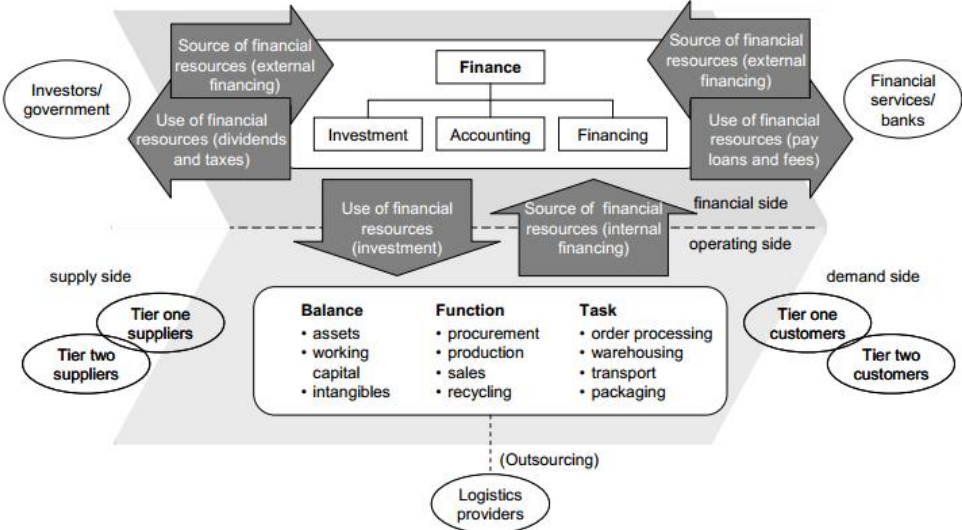 Investors/
government
Source of financial
resources (external
financing)
Use of financial
resources (dividends
and taxes)
Finance
Investment
Accounting
Financing
Source of financial
resources (external
financing)
Use of financial
resources (pay
loans and fees)
Financial
services/
banks
Use of financial
resources
(investment)
Source of financial
resources (internal
financing)
financial side
operating side
supply side
Tier one
suppliers
Tier two
suppliers
Balance
• assets
• working
capital
• intangibles
Function
• procurement
• production
• sales
• recycling
Task
• order processing
• warehousing
• transport
• packaging
demand side
Tier one
customers
Tier two
customers
(Outsourcing)
Logistics
providers